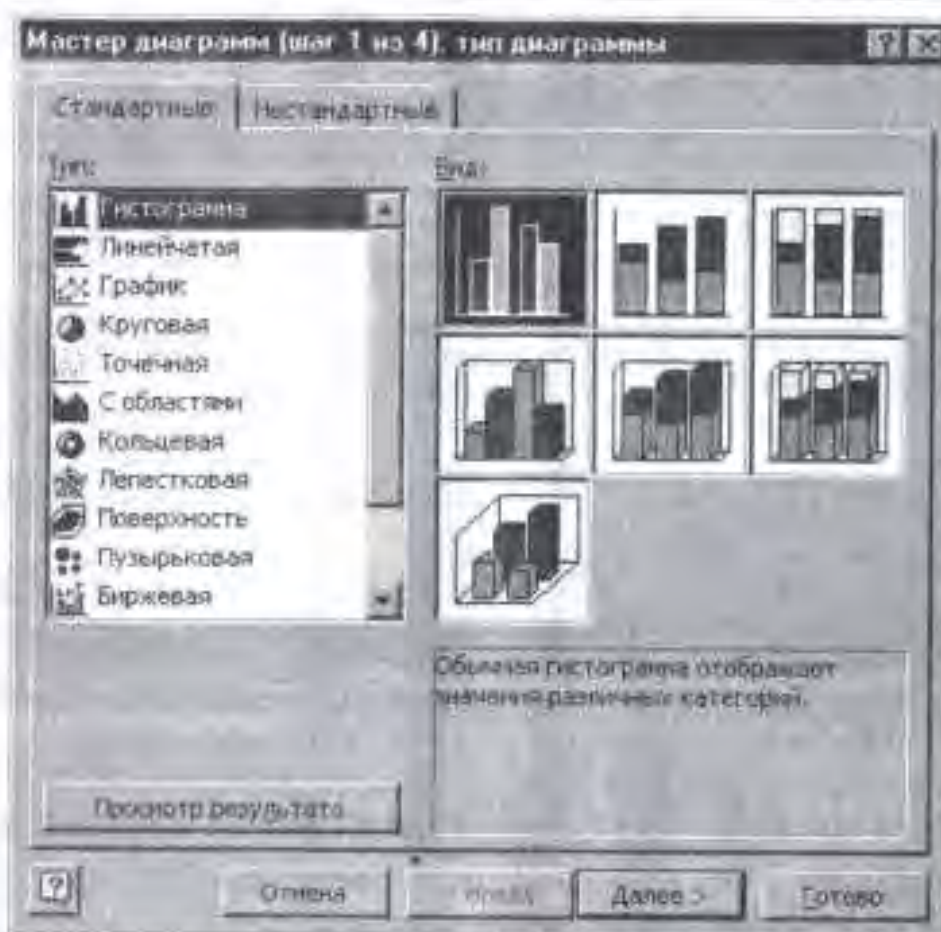 Мастер диаграмм (шаг 1 из 4): тип диаграммы
Стандартные
Нестандартные
Тип:
Гистограмма
Линейчатая
График
Круговая
Точечная
С областями
Кольцевая
Лепестковая
Поверхность
Пузырьковая
Биржевая
Вид:
Обычная гистограмма отображает
значения различных категорий.
Просмотр результата
Отмена
< Назад
Далее >
Готово